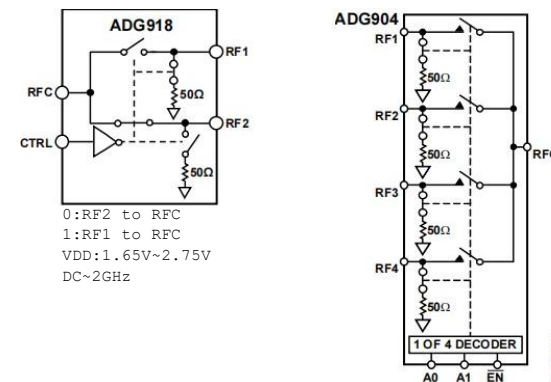 ADG918
RF1
50Ω
RFC
RF2
CTRL
50Ω
0:RF2 to RFC
1:RF1 to RFC
VDD:1.65V~2.75V
DC~2GHz
ADG904
RF1
50Ω
RF2
50Ω
RF3
50Ω
RF4
50Ω
1 OF 4 DECODER
A0 A1 EN